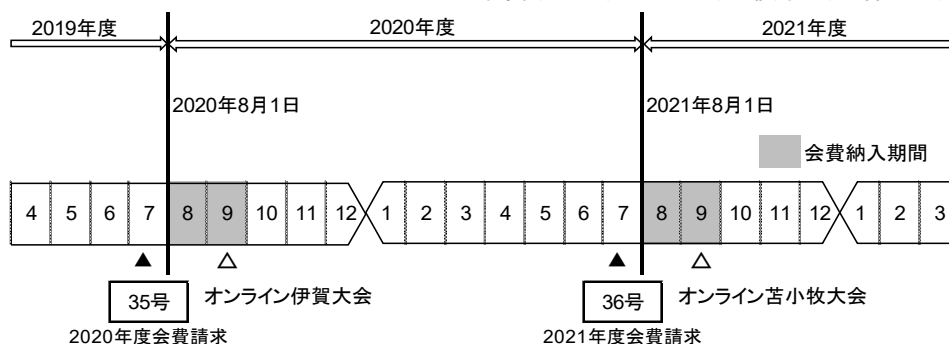 2019年度 2020年度 2021年度
2020年8月1日 2021年8月1日
会費納入期間
4 5 6 7 8 9 10 11 12 1 2 3 4 5 6 7 8 9 10 11 12 1 2 3
▲ △ ▲ △
35号 オンライン伊賀大会 36号 オンライン苫小牧大会
2020年度会費請求 2021年度会費請求